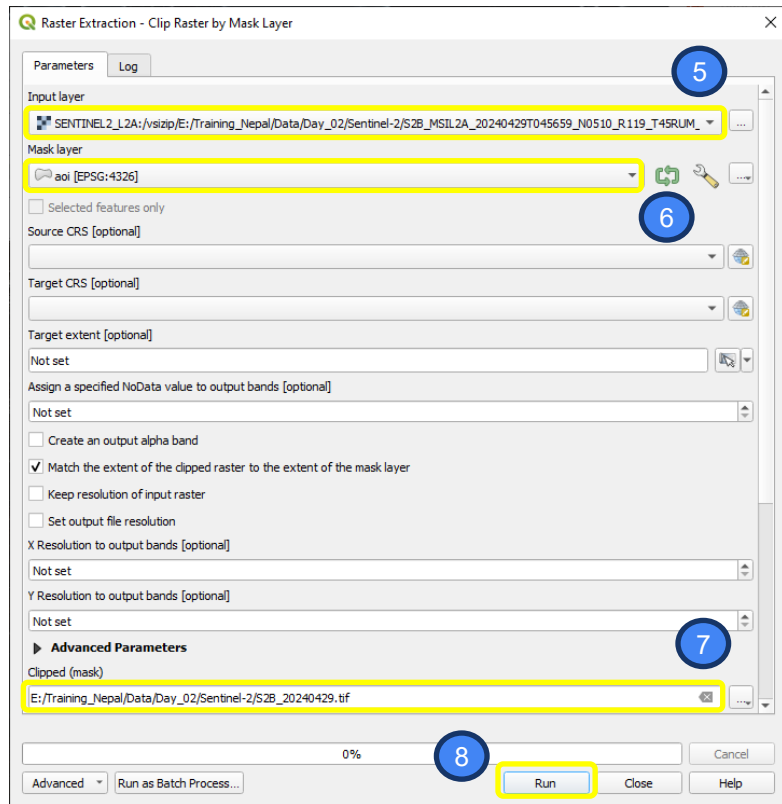 Raster Extraction - Clip Raster by Mask Layer
Parameters Log
5
Input layer
SENTINEL2_L2A:/vsizip/E:/Training_Nepal/Data/Day_02/Sentinel-2/S2B_MSIL2A_20240429T045659_N0510_R119_T45RUM_ ...
Mask layer
aoi [EPSG:4326] ...
Selected features only
6
Source CRS [optional]
Target CRS [optional]
Target extent [optional]
Not set
Assign a specified NoData value to output bands [optional]
Not set
Create an output alpha band
Match the extent of the clipped raster to the extent of the mask layer
Keep resolution of input raster
Set output file resolution
X Resolution to output bands [optional]
Not set
Y Resolution to output bands [optional]
Not set
7
Advanced Parameters
Clipped (mask)
E:/Training_Nepal/Data/Day_02/Sentinel-2/S2B_20240429.tif ...
0% Cancel
8
Advanced Run as Batch Process... Run Close Help